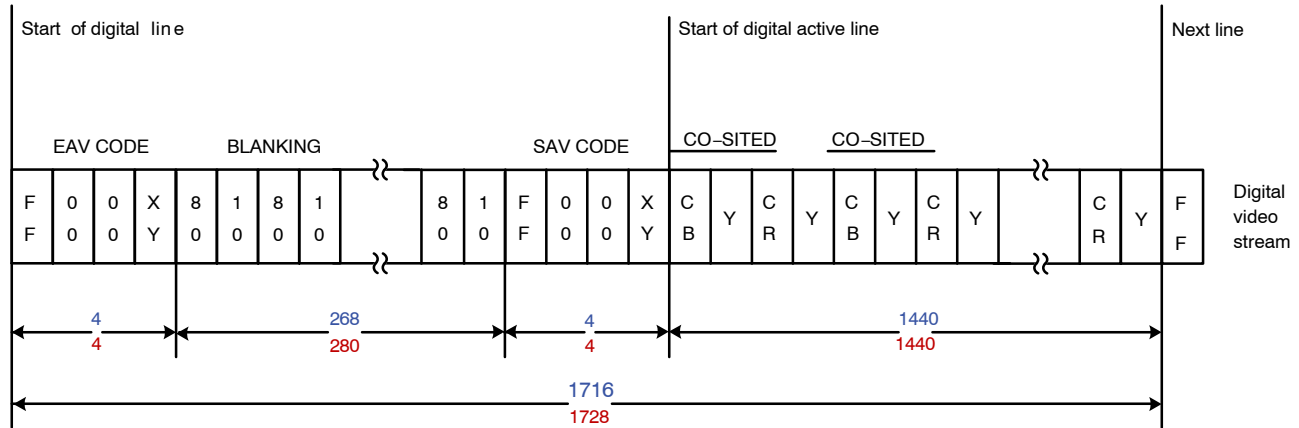 Start of digital line
Start of digital active line
Next line
EAV CODE
BLANKING
SAV CODE
CO-SITED
CO-SITED
F 0 0 X 8 1 8 1 8 1 F 0 0 X C Y C Y C Y C Y C Y F
F 0 0 Y 0 0 0 0 0 0 F 0 0 Y B R B R R F
Digital
video
stream
4 268 4 1440
4 280 4 1440
1716
1728